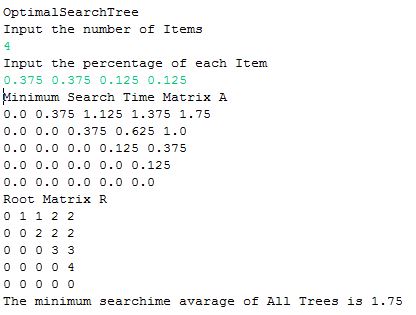 OptimalSearchTree
Input the number of Items
4
Input the percentage of each Item
0.375 0.375 0.125 0.125
Minimum Search Time Matrix A
0.0 0.375 1.125 1.375 1.75
0.0 0.0 0.375 0.625 1.0
0.0 0.0 0.0 0.125 0.375
0.0 0.0 0.0 0.0 0.125
0.0 0.0 0.0 0.0 0.0
Root Matrix R
0 1 1 2 2
0 0 2 2 2
0 0 0 3 3
0 0 0 0 4
0 0 0 0 0
The minimum searchime avarage of All Trees is 1.75